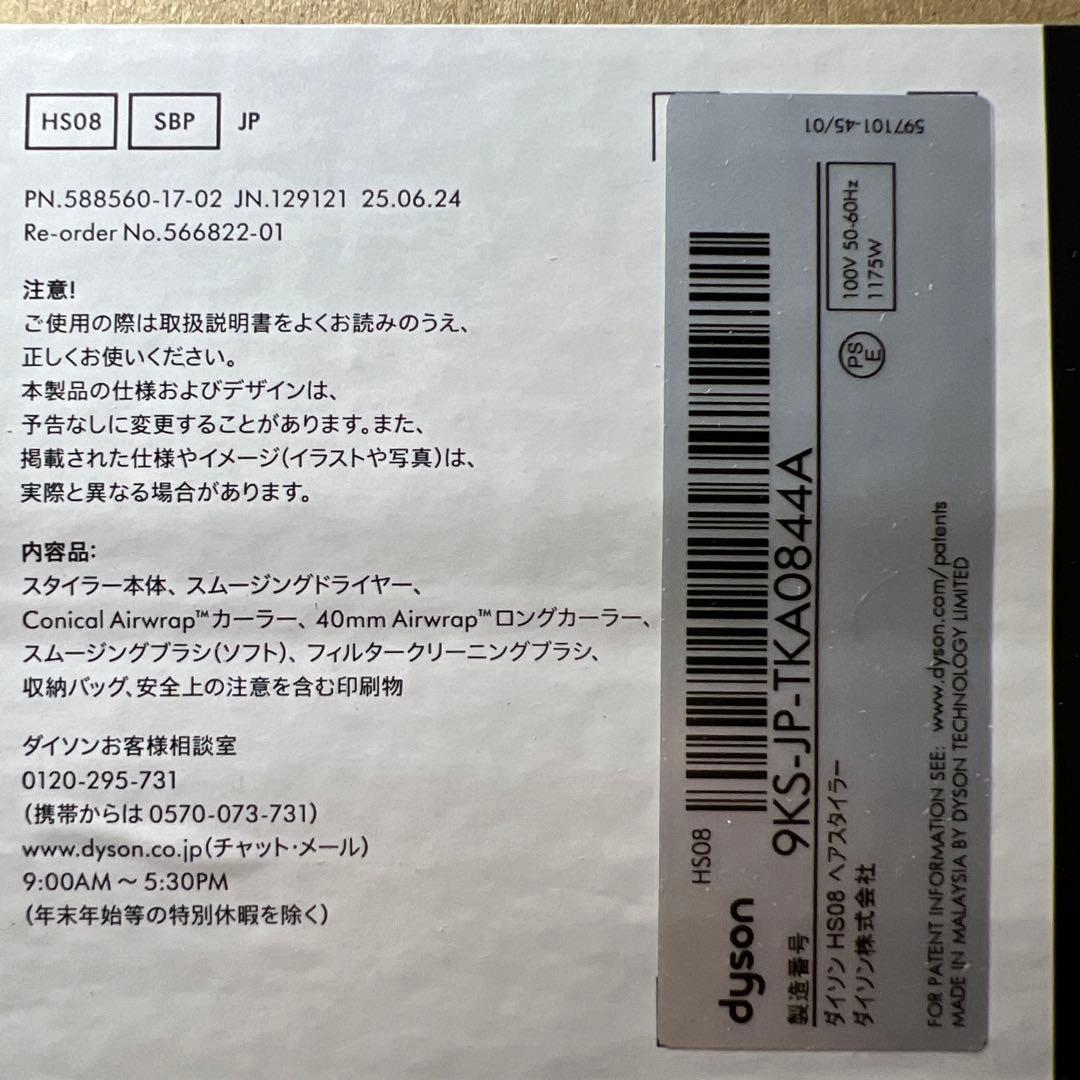 HS08 SBP JP
PN.588560-17-02 JN.129121 25.06.24
Re-order No.566822-01
注意!
ご使用の際は取扱説明書をよくお読みのうえ、
正しくお使いください。
本製品の仕様およびデザインは、
予告なしに変更することがあります。また、
掲載された仕様やイメージ(イラストや写真)は、
実際と異なる場合があります。
内容品:
スタイラー本体、スムージングドライヤー、
Conical Airwrap™カーラー、40mm Airwrap™ロングカーラー、
スムージングブラシ(ソフト)、フィルタークリーニングブラシ、
収納バッグ、安全上の注意を含む印刷物
ダイソンお客様相談室
0120-295-731
(携帯からは0570-073-731)
www.dyson.co.jp(チャット・メール)
9:00AM～5:30PM
(年末年始等の特別休暇を除く)
597101-45/01
HS08
dyson
製造番号 9KS-JP-TKA0844A
ダイソン HS08 ヘアスタイラー
ダイソン株式会社
100V 50-60Hz
1175W
PS
E
FOR PATENT INFORMATION SEE: www.dyson.com/patents
MADE IN MALAYSIA BY DYSON TECHNOLOGY LIMITED